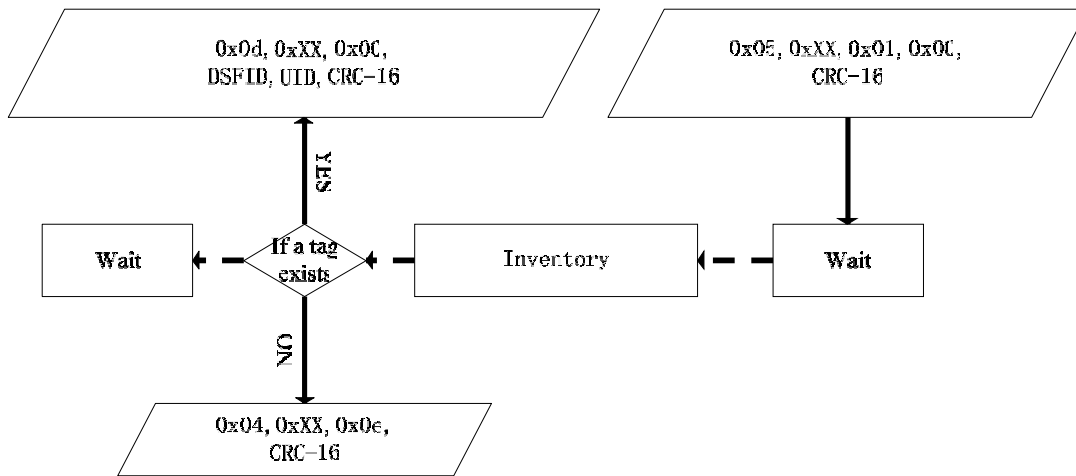 0x0d, 0xXX, 0x00,
DSFID, UID, CRC-16
0x05, 0xXX, 0x01, 0x00,
CRC-16
YES
Wait
If a tag
exists
Inventory
Wait
NO
0x04, 0xXX, 0x0e,
CRC-16